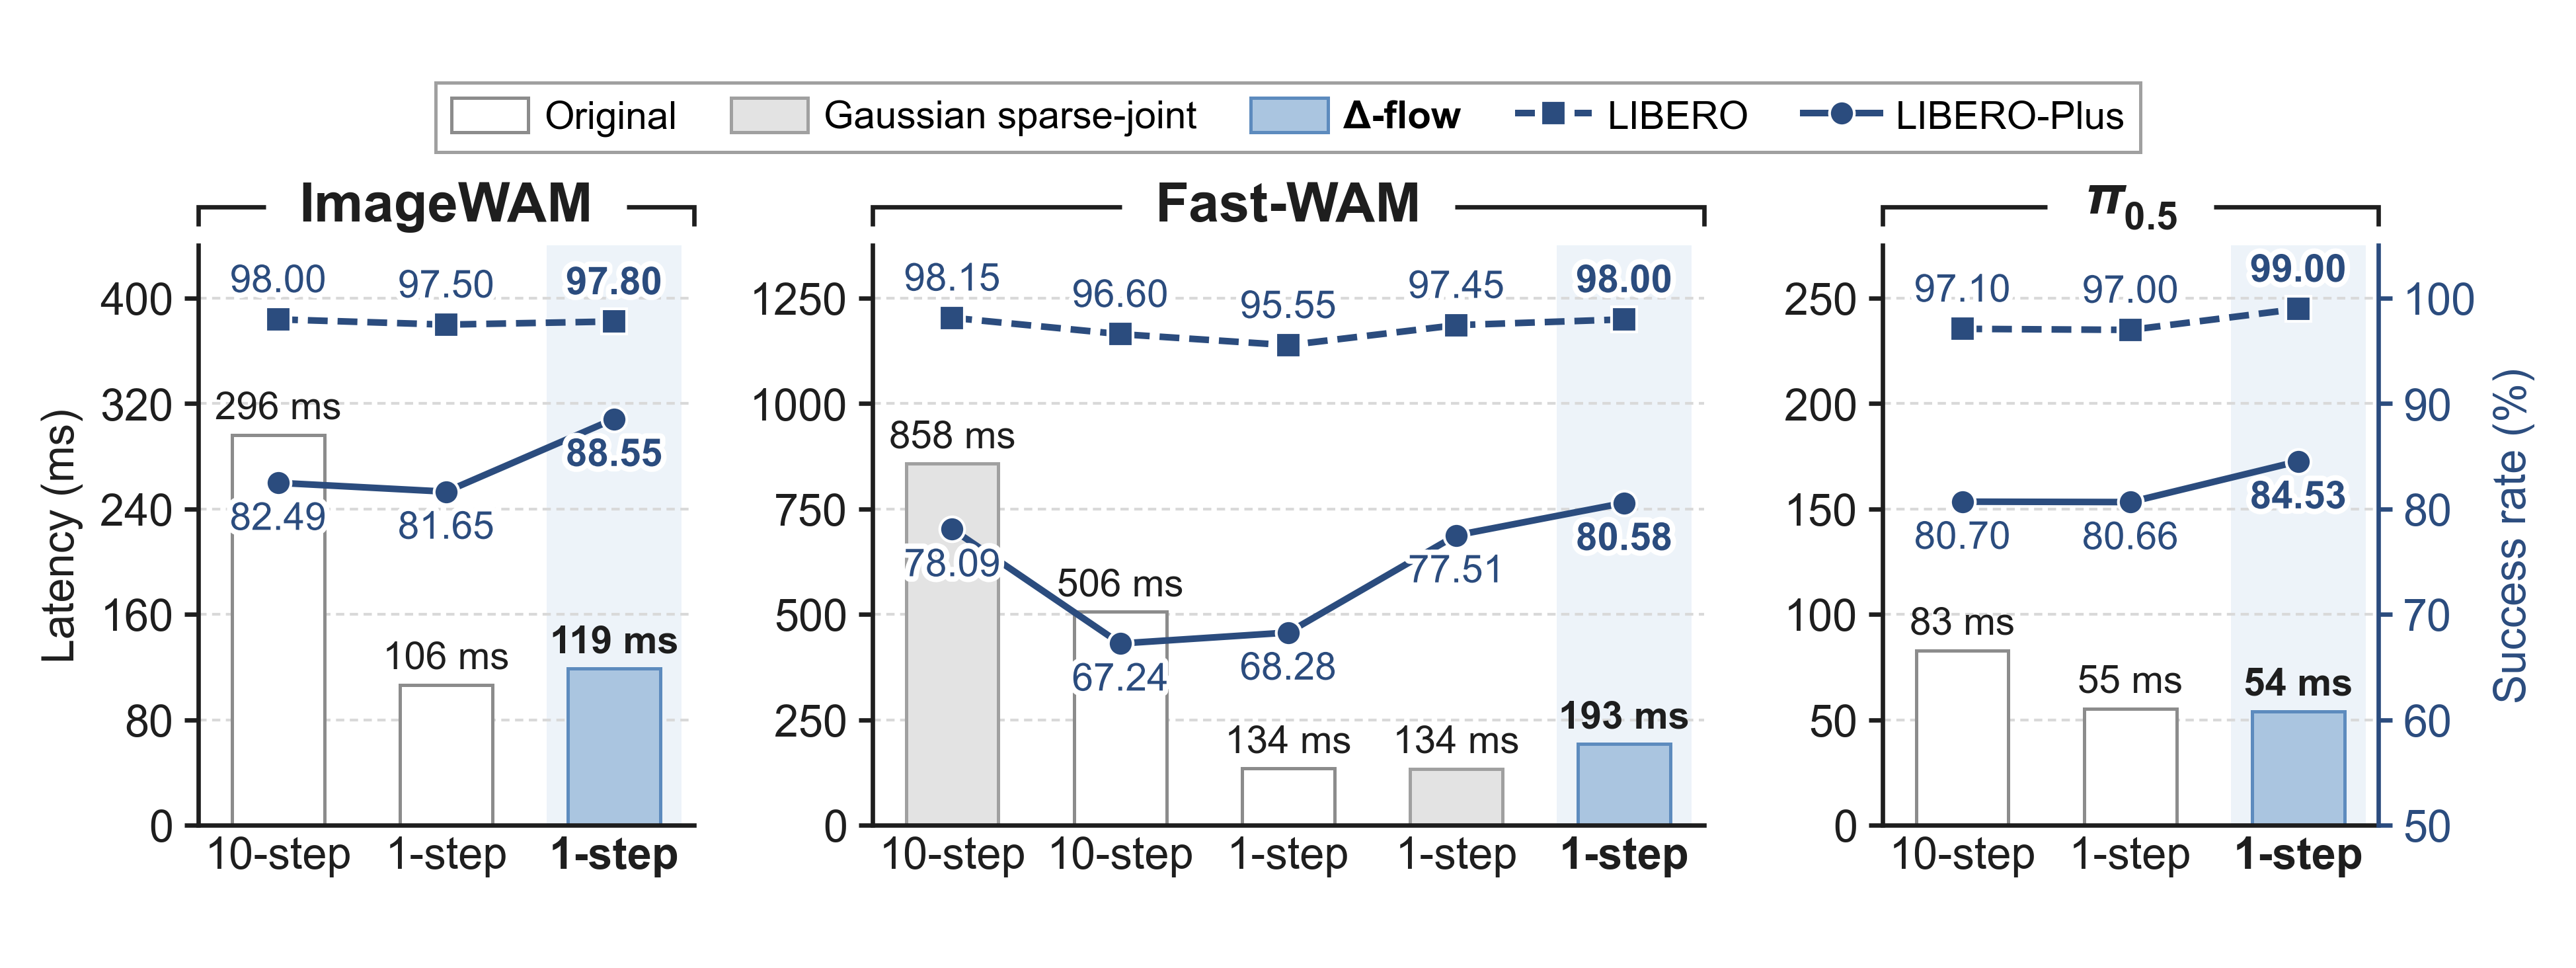 Original Gaussian sparse-joint Δ-flow LIBERO LIBERO-Plus
ImageWAM
Latency (ms)
400
320
240
160
80
0
98.00 97.50 97.80
296 ms
88.55
82.49 81.65
106 ms 119 ms
10-step 1-step 1-step
Fast-WAM
1250
1000
750
500
250
0
98.15 96.60 95.55 97.45 98.00
858 ms
78.09 77.51 80.58
506 ms
67.24 68.28
134 ms 134 ms 193 ms
10-step 10-step 1-step 1-step 1-step
π0.5
250
200
150
100
50
0
97.10 97.00 99.00
80.70 80.66 84.53
83 ms 55 ms 54 ms
10-step 1-step 1-step
100
90
80
70
60
50
Success rate (%)